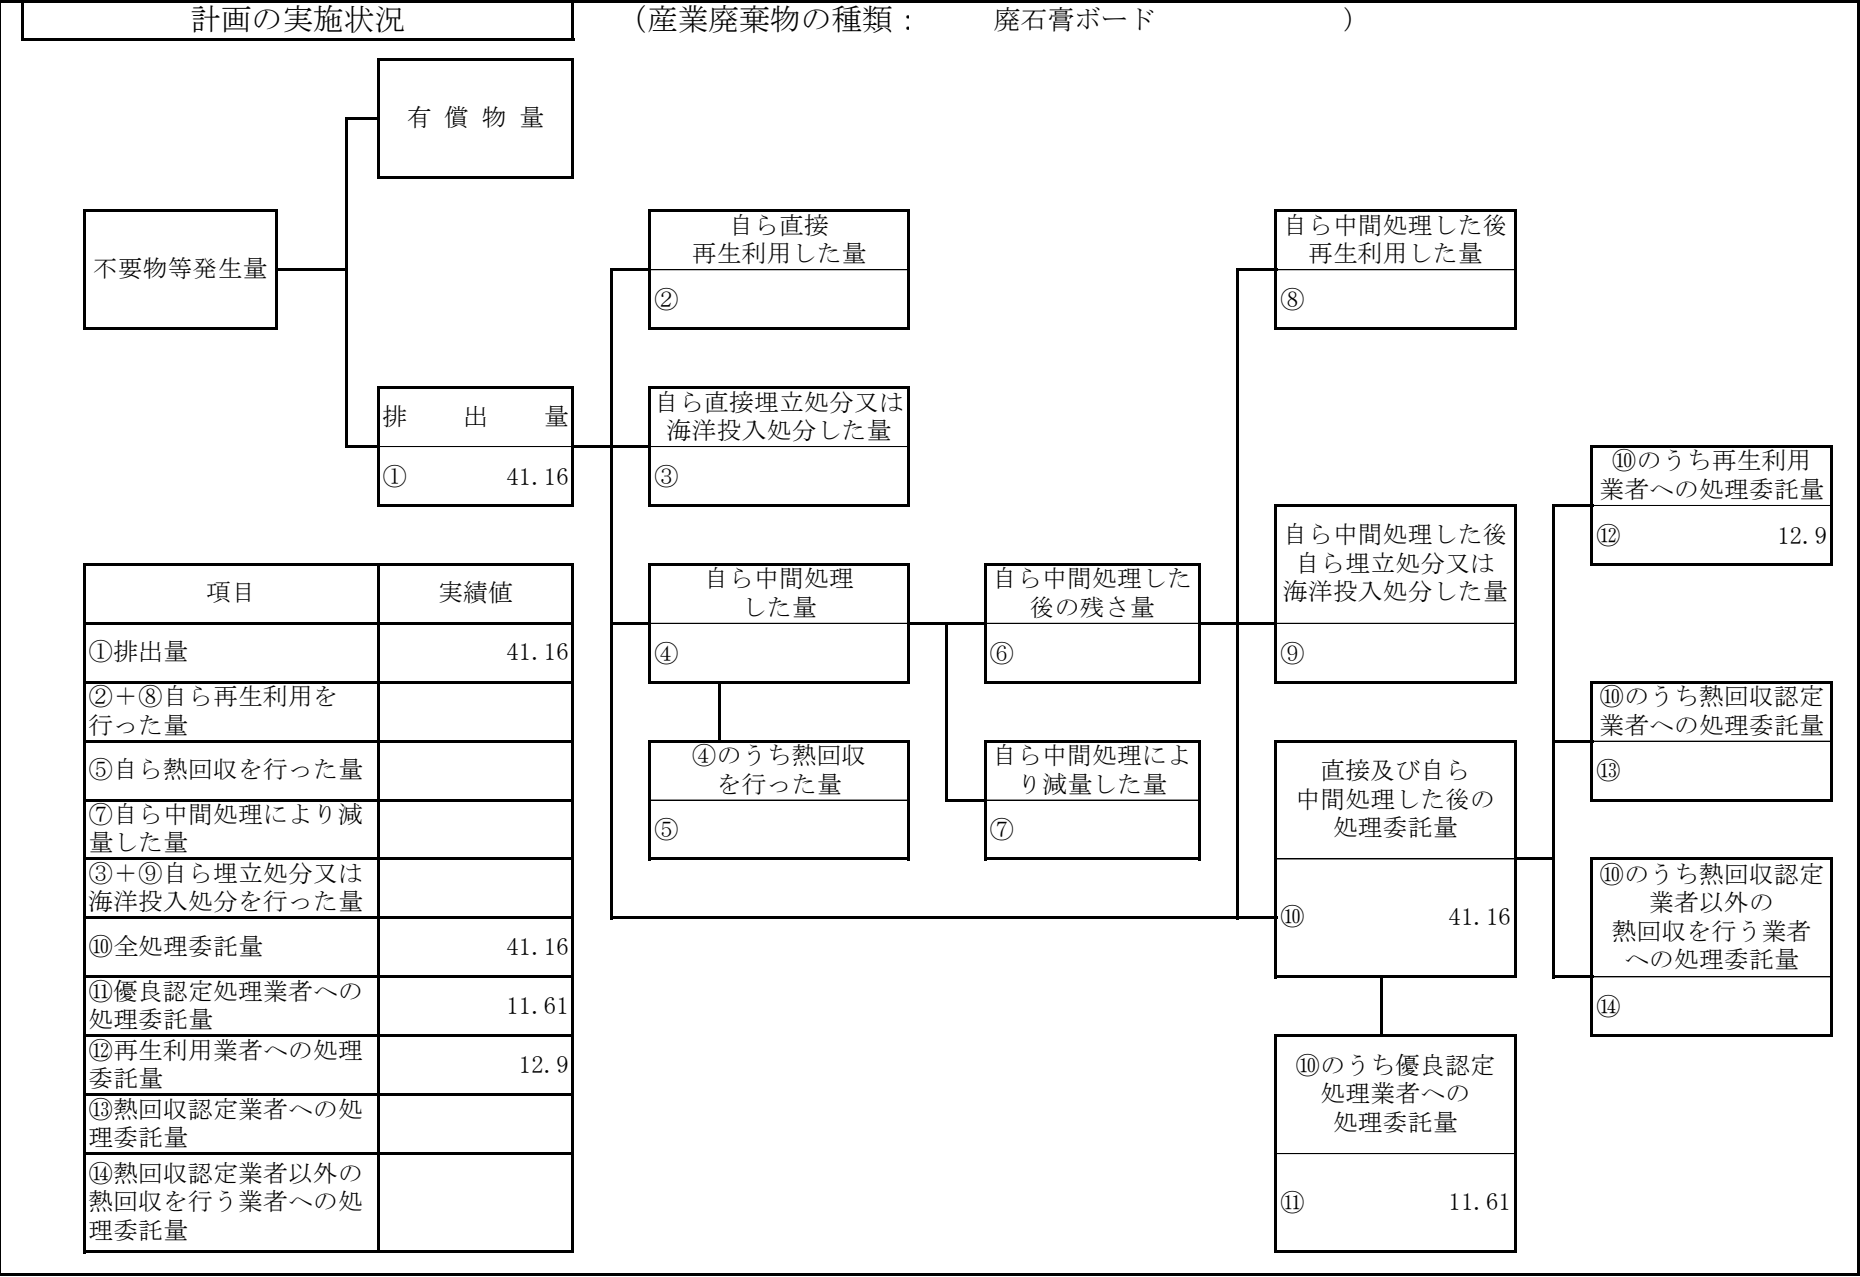 計画の実施状況
（産業廃棄物の種類：　廃石膏ボード　）
有償物量
不要物等発生量
自ら直接
再生利用した量
②
自ら中間処理した後
再生利用した量
⑧
排出量
① 41.16
自ら直接埋立処分又は
海洋投入処分した量
③
⑩のうち再生利用
業者への処理委託量
⑫ 12.9
自ら中間処理した後
自ら埋立処分又は
海洋投入処分した量
⑨
自ら中間処理
した量
④
自ら中間処理した
後の残さ量
⑥
④のうち熱回収
を行った量
⑤
自ら中間処理によ
り減量した量
⑦
⑩のうち熱回収認定
業者への処理委託量
⑬
直接及び自ら
中間処理した後の
処理委託量
⑩ 41.16
⑩のうち熱回収認定
業者以外の
熱回収を行う業者
への処理委託量
⑭
⑩のうち優良認定
処理業者への
処理委託量
⑪ 11.61
項目 実績値
①排出量 41.16
②＋⑧自ら再生利用を
行った量
⑤自ら熱回収を行った量
⑦自ら中間処理により減
量した量
③＋⑨自ら埋立処分又は
海洋投入処分を行った量
⑩全処理委託量 41.16
⑪優良認定処理業者への
処理委託量 11.61
⑫再生利用業者への処理
委託量 12.9
⑬熱回収認定業者への処
理委託量
⑭熱回収認定業者以外の
熱回収を行う業者への処
理委託量